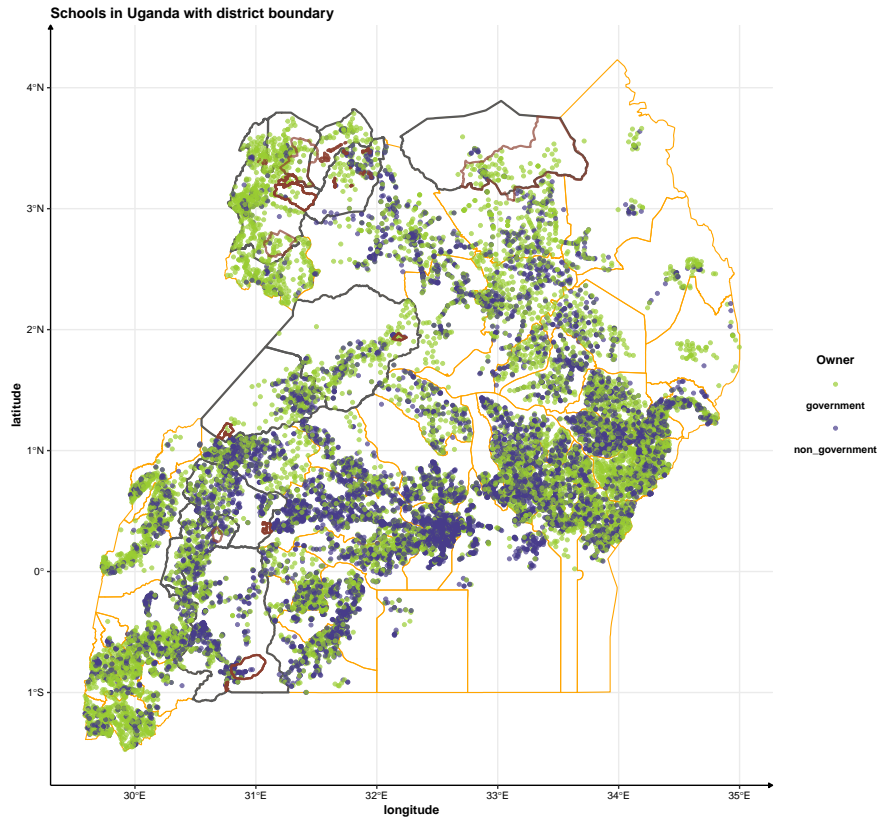 Schools in Uganda with district boundary
4°N
3°N
2°N
1°N
0°
1°S
30°E
31°E
32°E
33°E
34°E
35°E
longitude
latitude
Owner
government
non_government